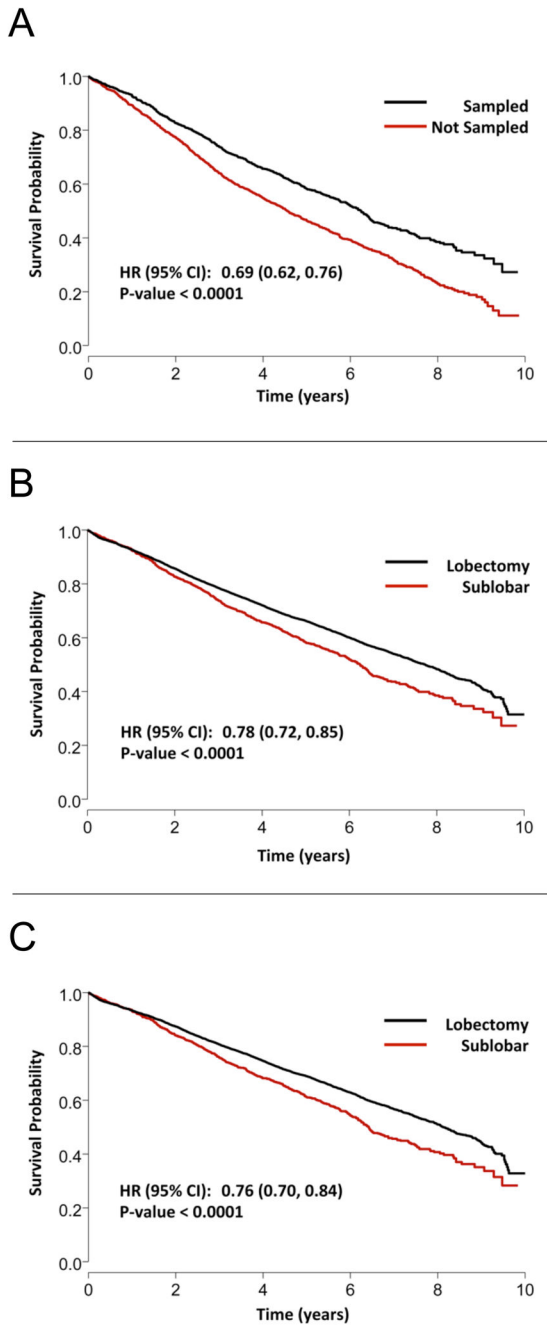 A
1.0
0.8
0.6
0.4
0.2
0.0
Survival Probability
Sampled
Not Sampled
HR (95% CI): 0.69 (0.62, 0.76)
P-value < 0.0001
0 2 4 6 8 10
Time (years)
B
1.0
0.8
0.6
0.4
0.2
0.0
Survival Probability
Lobectomy
Sublobar
HR (95% CI): 0.78 (0.72, 0.85)
P-value < 0.0001
0 2 4 6 8 10
Time (years)
C
1.0
0.8
0.6
0.4
0.2
0.0
Survival Probability
Lobectomy
Sublobar
HR (95% CI): 0.76 (0.70, 0.84)
P-value < 0.0001
0 2 4 6 8 10
Time (years)